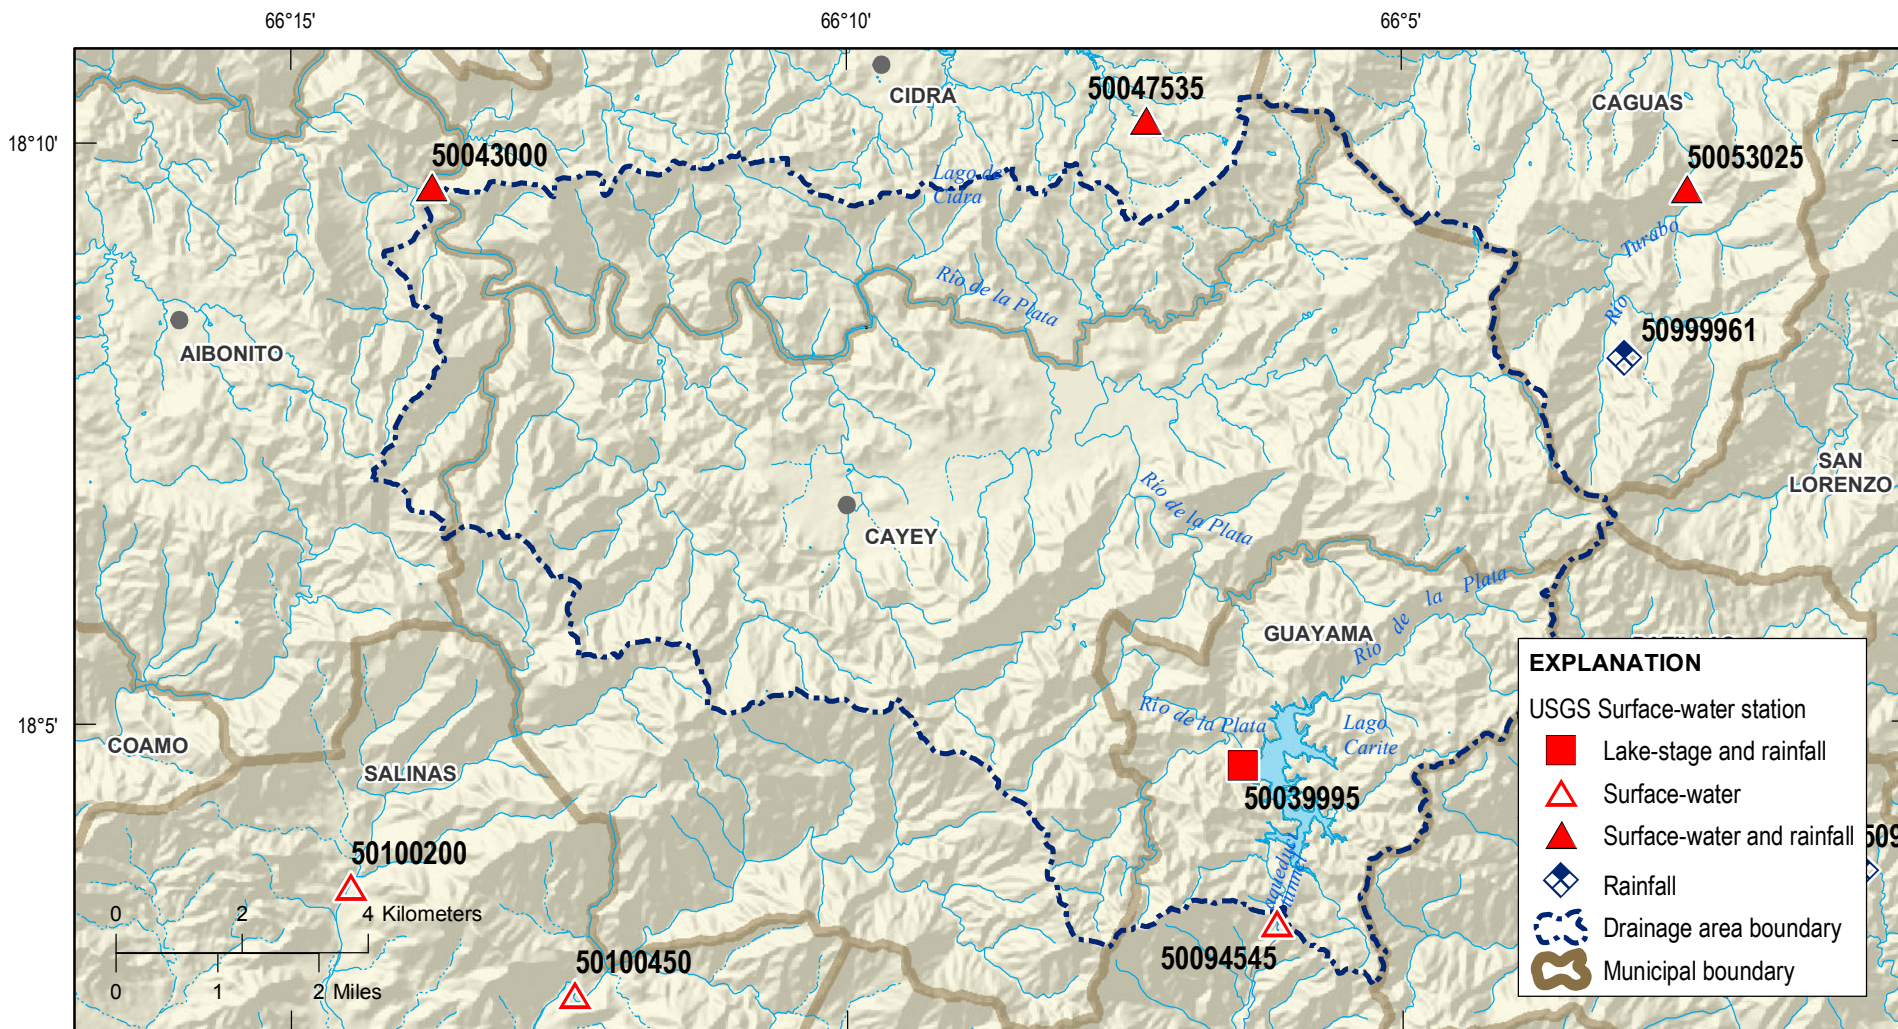 66°15'
66°10'
66°5'
CIDRA
50047535
CAGUAS
18°10'
50043000
50053025
Lago de
Cidra
Río Turabo
Río de la Plata
50999961
AIBONITO
SAN
LORENZO
Río de la Plata
CAYEY
Río de la Plata
GUAYAMA
EXPLANATION
USGS Surface-water station
Lake-stage and rainfall
Surface-water
Surface-water and rainfall
Rainfall
Drainage area boundary
Municipal boundary
18°5'
Río de la Plata
Lago
Carite
COAMO
SALINAS
50039995
509
50100200
aqueduct
tunnel
0 2 4 Kilometers
50094545
50100450
0 1 2 Miles